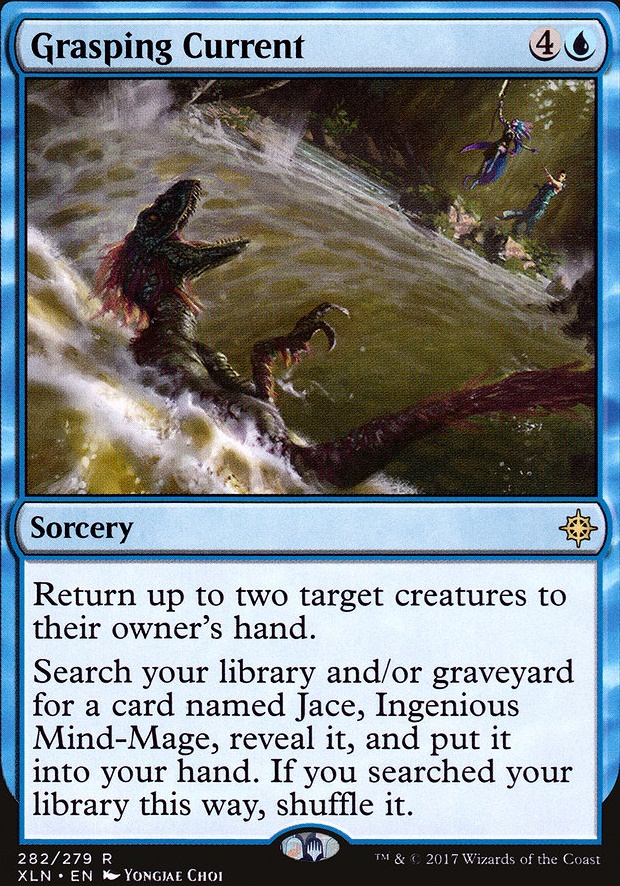 Grasping Current 4
Sorcery
Return up to two target creatures to
their owner's hand.
Search your library and/or graveyard
for a card named Jace, Ingenious
Mind-Mage, reveal it, and put it
into your hand. If you searched your
library this way, shuffle it.
282/279 R
XLN • EN Yongjae Choi
™ & © 2017 Wizards of the Coast